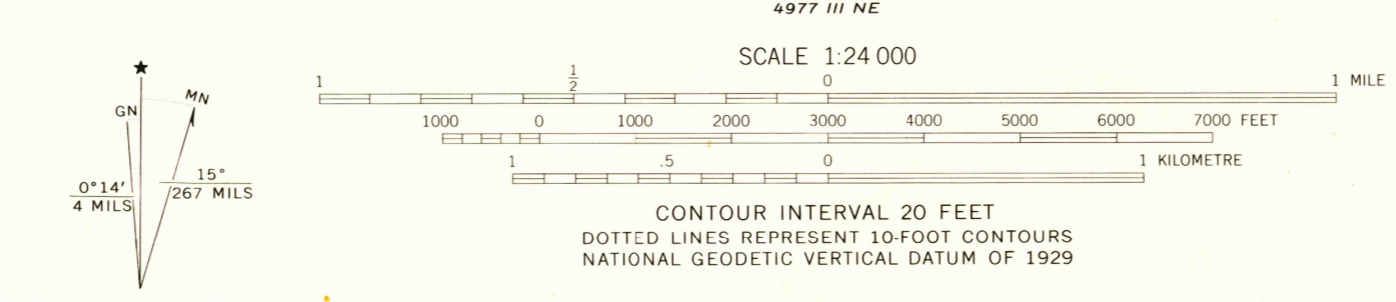 4977 III NE
SCALE 1:24 000
1 1/2 0 1 MILE
1000 0 1000 2000 3000 4000 5000 6000 7000 FEET
1 .5 0 1 KILOMETRE
CONTOUR INTERVAL 20 FEET
DOTTED LINES REPRESENT 10-FOOT CONTOURS
NATIONAL GEODETIC VERTICAL DATUM OF 1929
★
GN
MN
0°14'
4 MILS
15°
267 MILS